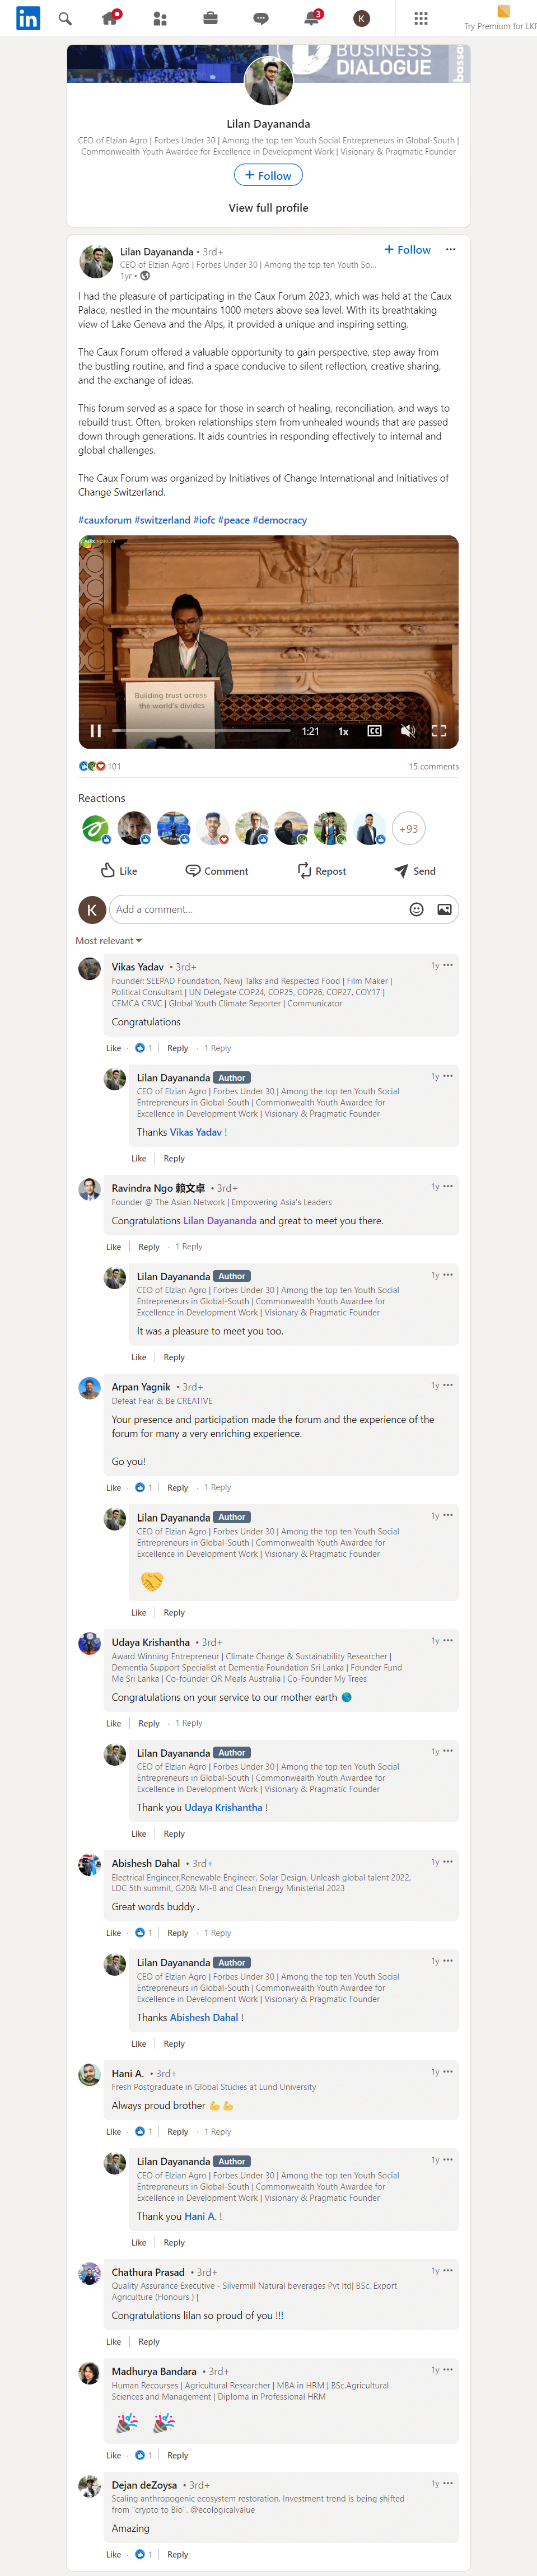 3
K
Try Premium for LKR
BUSINESS
DIALOGUE
bassa
Lilan Dayananda
CEO of Elzian Agro | Forbes Under 30 | Among the top ten Youth Social Entrepreneurs in Global-South |
Commonwealth Youth Awardee for Excellence in Development Work | Visionary & Pragmatic Founder
+ Follow
View full profile
Lilan Dayananda • 3rd+
+ Follow
CEO of Elzian Agro | Forbes Under 30 | Among the top ten Youth So...
1yr •
I had the pleasure of participating in the Caux Forum 2023, which was held at the Caux
Palace, nestled in the mountains 1000 meters above sea level. With its breathtaking
view of Lake Geneva and the Alps, it provided a unique and inspiring setting.
The Caux Forum offered a valuable opportunity to gain perspective, step away from
the bustling routine, and find a space conducive to silent reflection, creative sharing,
and the exchange of ideas.
This forum served as a space for those in search of healing, reconciliation, and ways to
rebuild trust. Often, broken relationships stem from unhealed wounds that are passed
down through generations. It aids countries in responding effectively to internal and
global challenges.
The Caux Forum was organized by Initiatives of Change International and Initiatives of
Change Switzerland.
#cauxforum #switzerland #iofc #peace #democracy
CAUX FORUM
Building trust across
the world's divides
1:21
1x
CC
101
15 comments
Reactions
+93
Like
Comment
Repost
Send
K
Add a comment...
Most relevant
Vikas Yadav • 3rd+
1y
Founder: SEEPAD Foundation, Newj Talks and Respected Food | Film Maker |
Political Consultant | UN Delegate COP24, COP25, COP26, COP27, COY17 |
CEMCA CRVC | Global Youth Climate Reporter | Communicator
Congratulations
Like · 1 | Reply · 1 Reply
Lilan Dayananda Author
1y
CEO of Elzian Agro | Forbes Under 30 | Among the top ten Youth Social
Entrepreneurs in Global-South | Commonwealth Youth Awardee for
Excellence in Development Work | Visionary & Pragmatic Founder
Thanks Vikas Yadav !
Like | Reply
Ravindra Ngo 赖文卓 • 3rd+
1y
Founder @ The Asian Network | Empowering Asia's Leaders
Congratulations Lilan Dayananda and great to meet you there.
Like | Reply · 1 Reply
Lilan Dayananda Author
1y
CEO of Elzian Agro | Forbes Under 30 | Among the top ten Youth Social
Entrepreneurs in Global-South | Commonwealth Youth Awardee for
Excellence in Development Work | Visionary & Pragmatic Founder
It was a pleasure to meet you too.
Like | Reply
Arpan Yagnik • 3rd+
1y
Defeat Fear & Be CREATIVE
Your presence and participation made the forum and the experience of the
forum for many a very enriching experience.
Go you!
Like · 1 | Reply · 1 Reply
Lilan Dayananda Author
1y
CEO of Elzian Agro | Forbes Under 30 | Among the top ten Youth Social
Entrepreneurs in Global-South | Commonwealth Youth Awardee for
Excellence in Development Work | Visionary & Pragmatic Founder
🤝
Like | Reply
Udaya Krishantha • 3rd+
1y
Award Winning Entrepreneur | Climate Change & Sustainability Researcher |
Dementia Support Specialist at Dementia Foundation Sri Lanka | Founder Fund
Me Sri Lanka | Co-founder QR Meals Australia | Co-Founder My Trees
Congratulations on your service to our mother earth 🌎
Like | Reply · 1 Reply
Lilan Dayananda Author
1y
CEO of Elzian Agro | Forbes Under 30 | Among the top ten Youth Social
Entrepreneurs in Global-South | Commonwealth Youth Awardee for
Excellence in Development Work | Visionary & Pragmatic Founder
Thank you Udaya Krishantha !
Like | Reply
Abishesh Dahal • 3rd+
1y
Electrical Engineer,Renewable Engineer, Solar Design, Unleash global talent 2022,
LDC 5th summit, G20& MI-8 and Clean Energy Ministerial 2023
Great words buddy .
Like · 1 | Reply · 1 Reply
Lilan Dayananda Author
1y
CEO of Elzian Agro | Forbes Under 30 | Among the top ten Youth Social
Entrepreneurs in Global-South | Commonwealth Youth Awardee for
Excellence in Development Work | Visionary & Pragmatic Founder
Thanks Abishesh Dahal !
Like | Reply
Hani A. • 3rd+
1y
Fresh Postgraduate in Global Studies at Lund University
Always proud brother 💪💪
Like · 1 | Reply · 1 Reply
Lilan Dayananda Author
1y
CEO of Elzian Agro | Forbes Under 30 | Among the top ten Youth Social
Entrepreneurs in Global-South | Commonwealth Youth Awardee for
Excellence in Development Work | Visionary & Pragmatic Founder
Thank you Hani A. !
Like | Reply
Chathura Prasad • 3rd+
1y
Quality Assurance Executive - Silvermill Natural beverages Pvt ltd| BSc. Export
Agriculture (Honours ) |
Congratulations lilan so proud of you !!!
Like | Reply
Madhurya Bandara • 3rd+
1y
Human Recourses | Agricultural Researcher | MBA in HRM | BSc.Agricultural
Sciences and Management | Diploma in Professional HRM
🎉 🎉
Like · 1 | Reply
Dejan deZoysa • 3rd+
1y
Scaling anthropogenic ecosystem restoration. Investment trend is being shifted
from "crypto to Bio". @ecologicalvalue
Amazing
Like · 1 | Reply